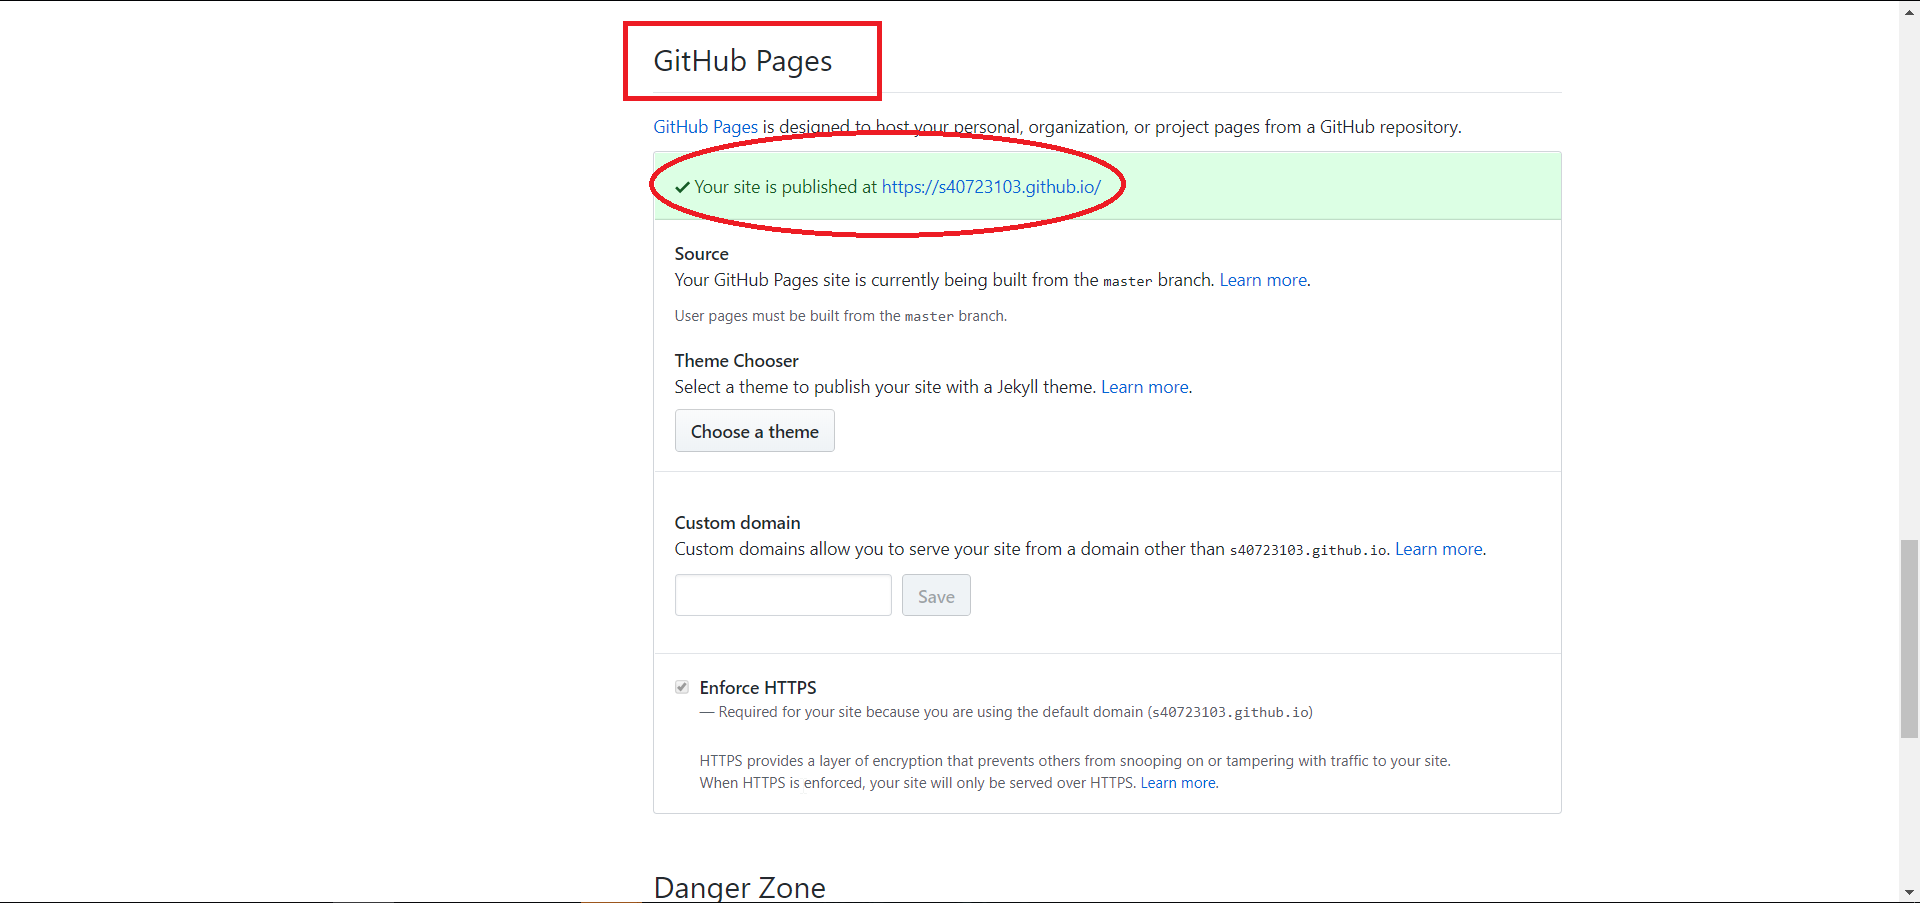 GitHub Pages
GitHub Pages is designed to host your personal, organization, or project pages from a GitHub repository.
Your site is published at https://s40723103.github.io/
Source
Your GitHub Pages site is currently being built from the master branch. Learn more.
User pages must be built from the master branch.
Theme Chooser
Select a theme to publish your site with a Jekyll theme. Learn more.
Choose a theme
Custom domain
Custom domains allow you to serve your site from a domain other than s40723103.github.io. Learn more.
Save
Enforce HTTPS
— Required for your site because you are using the default domain (s40723103.github.io)
HTTPS provides a layer of encryption that prevents others from snooping on or tampering with traffic to your site.
When HTTPS is enforced, your site will only be served over HTTPS. Learn more.
Danger Zone